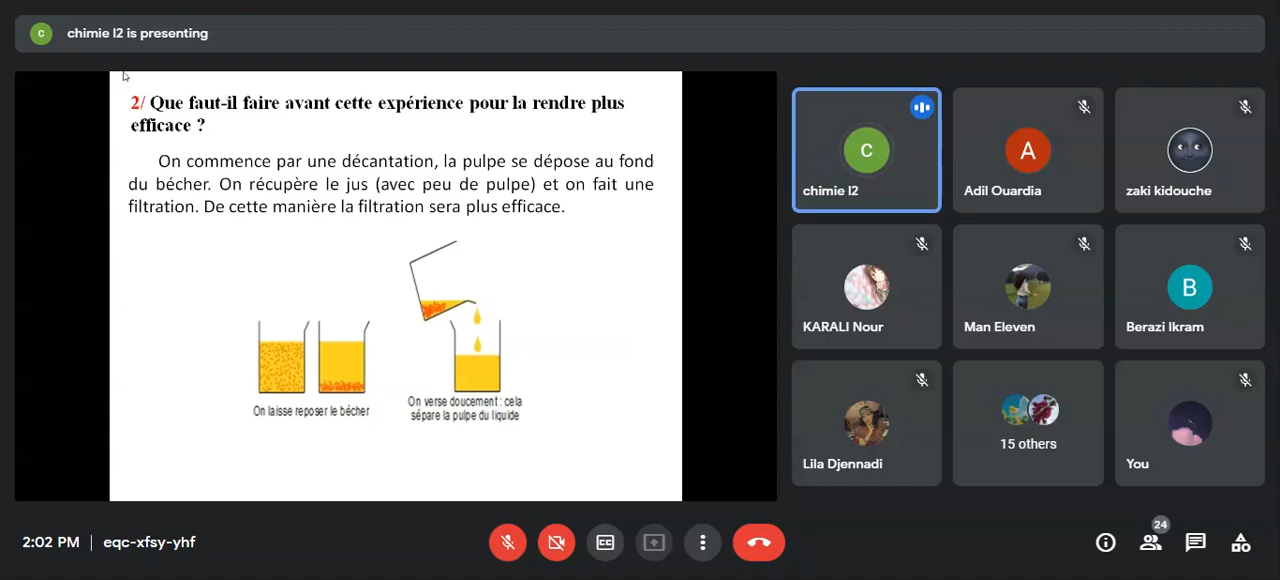 C
chimie l2 is presenting
2/ Que faut-il faire avant cette expérience pour la rendre plus
efficace ?
On commence par une décantation, la pulpe se dépose au fond
du bécher. On récupère le jus (avec peu de pulpe) et on fait une
filtration. De cette manière la filtration sera plus efficace.
On laisse reposer le bécher
On verse doucement : cela
sépare la pulpe du liquide
C
chimie l2
A
Adil Ouardia
zaki kidouche
KARALI Nour
Man Eleven
B
Berazi Ikram
Lila Djennadi
15 others
You
2:02 PM | eqc-xfsy-yhf
CC
24